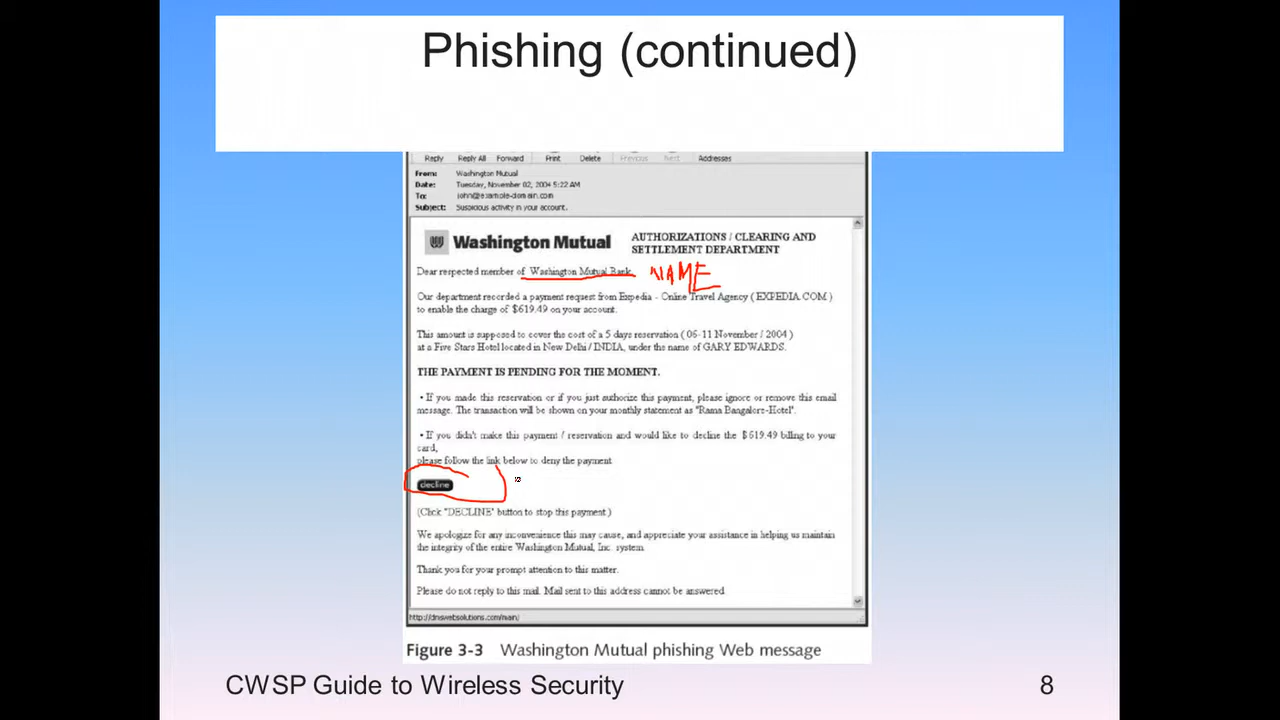 Phishing (continued)
Reply Reply All Forward Print Delete Previous Next Addresses
From: Washington Mutual
Date: Tuesday, November 02, 2004 5:22 AM
To: john@example-domain.com
Subject: Suspicious activity in your account.
Washington Mutual
AUTHORIZATIONS / CLEARING AND
SETTLEMENT DEPARTMENT
Dear respected member of Washington Mutual Bank,
NAME
Our department recorded a payment request from Expedia - Online Travel Agency ( EXPEDIA.COM )
to enable the charge of $619.49 on your account.
This amount is supposed to cover the cost of a 5 days reservation ( 06-11 November / 2004 )
at a Five Stars Hotel located in New Delhi / INDIA, under the name of GARY EDWARDS.
THE PAYMENT IS PENDING FOR THE MOMENT.
• If you made this reservation or if you just authorize this payment, please ignore or remove this email
message. The transaction will be shown on your monthly statement as "Rama Bangalore-Hotel".
• If you didn't make this payment / reservation and would like to decline the $619.49 billing to your
card,
please follow the link below to deny the payment
decline
(Click "DECLINE" button to stop this payment.)
We apologize for any inconvenience this may cause, and appreciate your assistance in helping us maintain
the integrity of the entire Washington Mutual, Inc. system.
Thank you for your prompt attention to this matter.
Please do not reply to this mail. Mail sent to this address cannot be answered.
http://dnswebsolutions.com/main/
Figure 3-3 Washington Mutual phishing Web message
CWSP Guide to Wireless Security
8